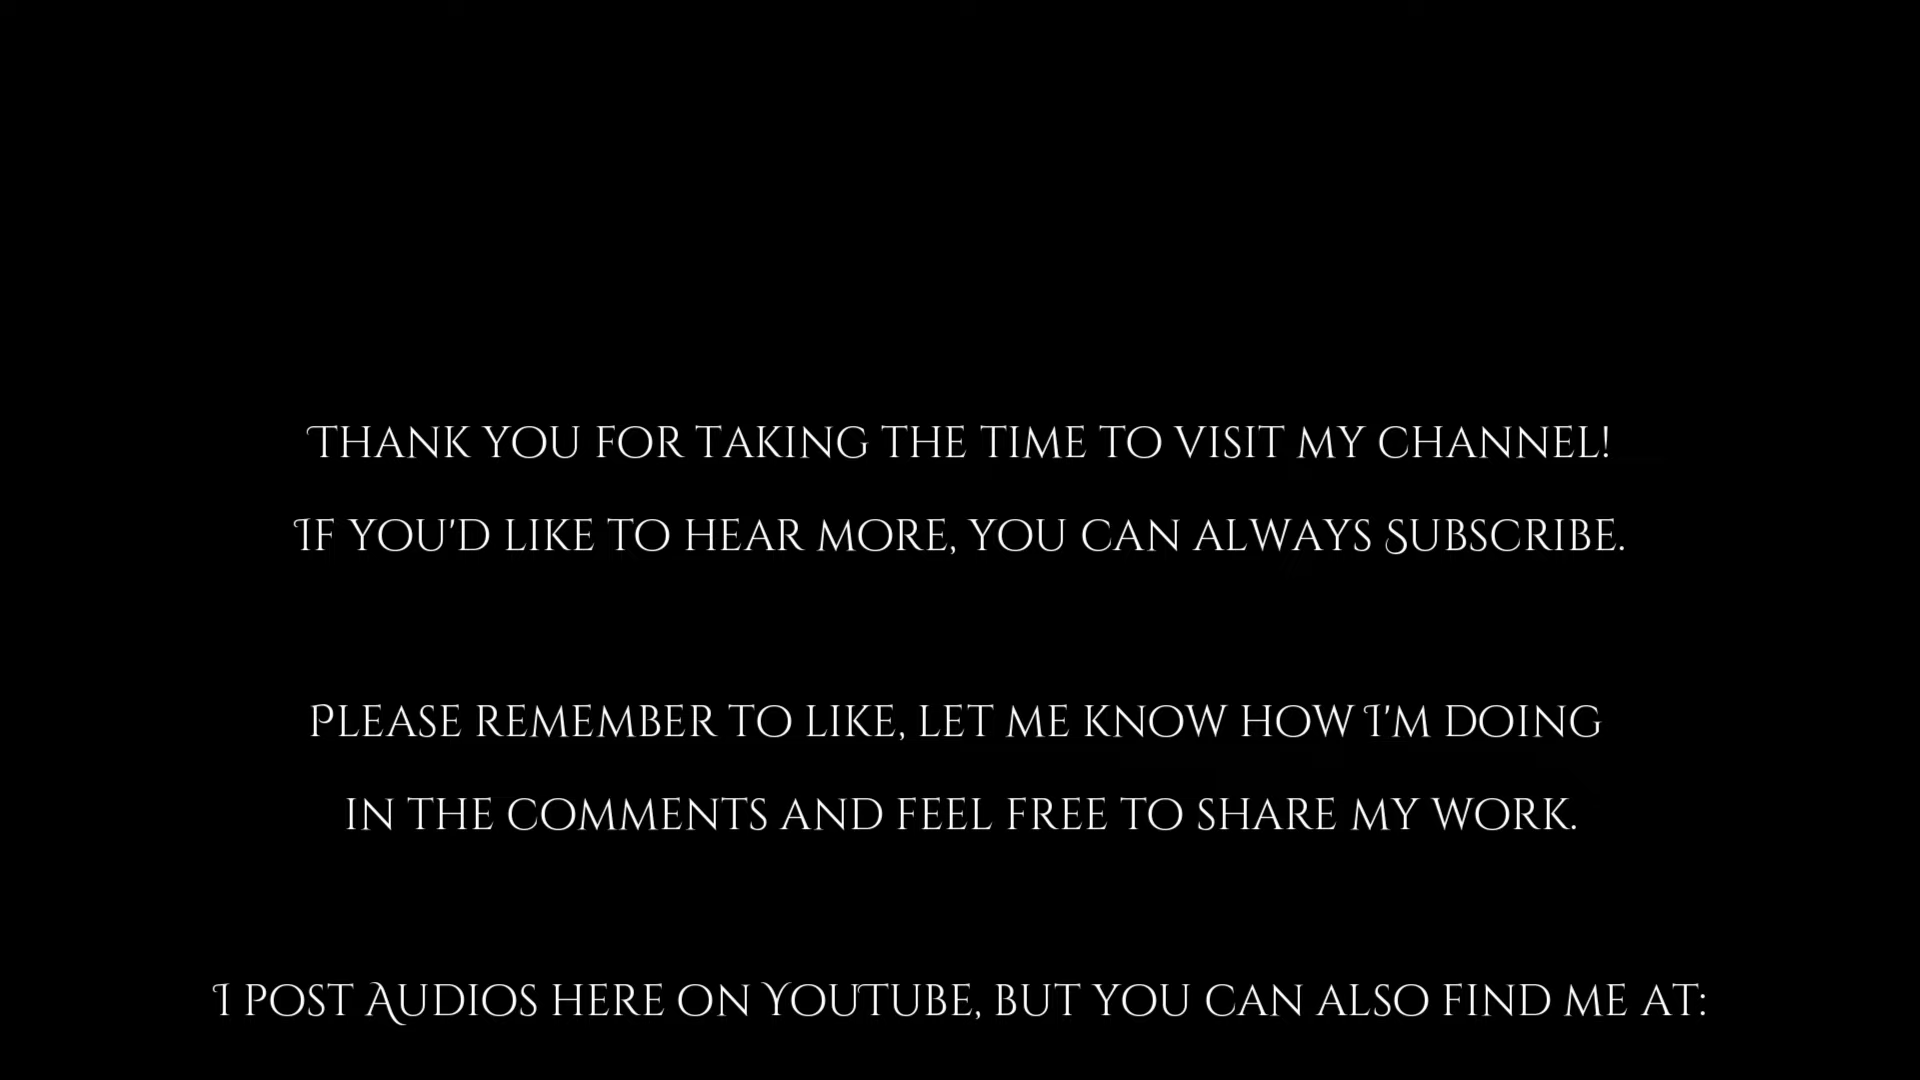 Thank you for taking the time to visit my channel!
If you'd like to hear more, you can always Subscribe.
Please remember to like, let me know how I'm doing
in the comments and feel free to share my work.
I post Audios here on YouTube, but you can also find me at: